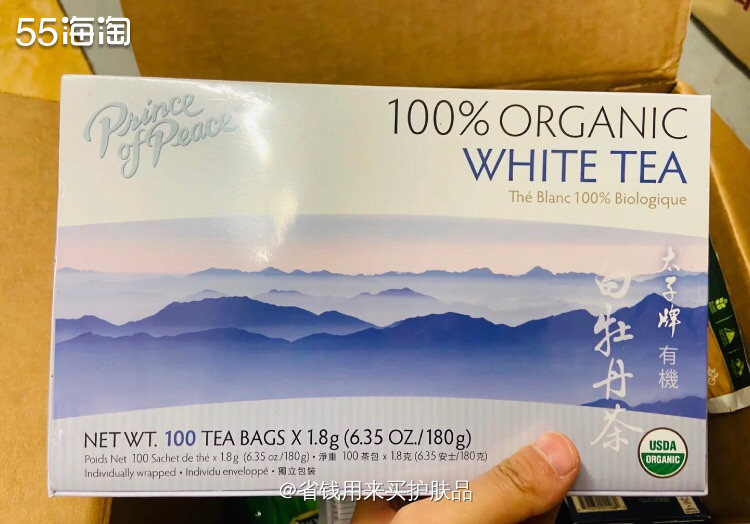 55海淘
Prince
of Peace
100% ORGANIC
WHITE TEA
Thé Blanc 100% Biologique
太子牌 有機
白牡丹茶
NET WT. 100 TEA BAGS X 1.8g (6.35 OZ./180g)
Poids Net 100 Sachet de thé x 1.8g (6.35 oz/180g) • 淨重 100 茶包 x 1.8克 (6.35 安士/180克)
Individually wrapped • Individu enveloppé • 獨立包裝
USDA
ORGANIC
@省钱用来买护肤品